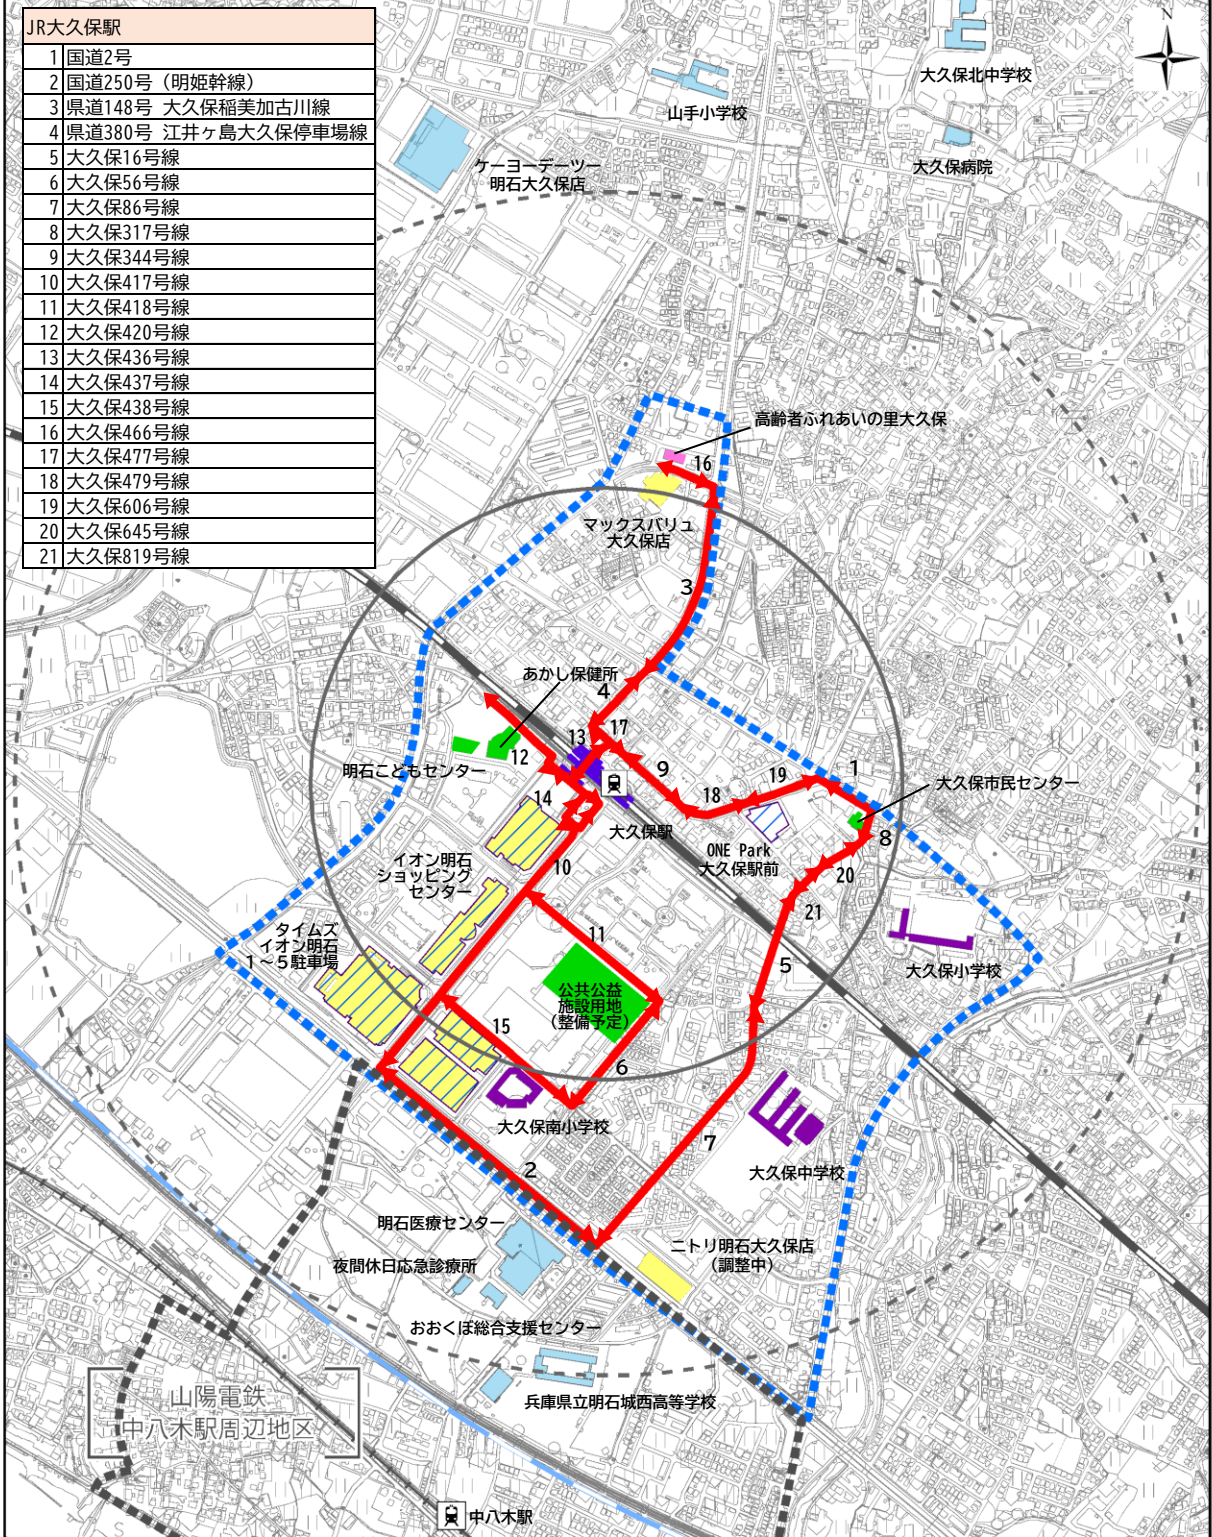 JR大久保駅
1 国道2号
2 国道250号（明姫幹線）
3 県道148号 大久保稲美加古川線
4 県道380号 江井ヶ島大久保停車場線
5 大久保16号線
6 大久保56号線
7 大久保86号線
8 大久保317号線
9 大久保344号線
10 大久保417号線
11 大久保418号線
12 大久保420号線
13 大久保436号線
14 大久保437号線
15 大久保438号線
16 大久保466号線
17 大久保477号線
18 大久保479号線
19 大久保606号線
20 大久保645号線
21 大久保819号線
N
大久保北中学校
山手小学校
大久保病院
ケーヨーデーツー
明石大久保店
高齢者ふれあいの里大久保
16
マックスバリュ
大久保店
3
あかし保健所
4
17
13
12
明石こどもセンター
9
19
1
大久保市民センター
14
18
大久保駅
8
ONE Park
大久保駅前
10
20
イオン明石
ショッピング
センター
21
11
タイムズ
イオン明石
1～5駐車場
5
大久保小学校
公共公益
施設用地
（整備予定）
15
6
大久保南小学校
7
2
大久保中学校
明石医療センター
ニトリ明石大久保店
（調整中）
夜間休日応急診療所
おおくぼ総合支援センター
兵庫県立明石城西高等学校
山陽電鉄
中八木駅周辺地区
中八木駅